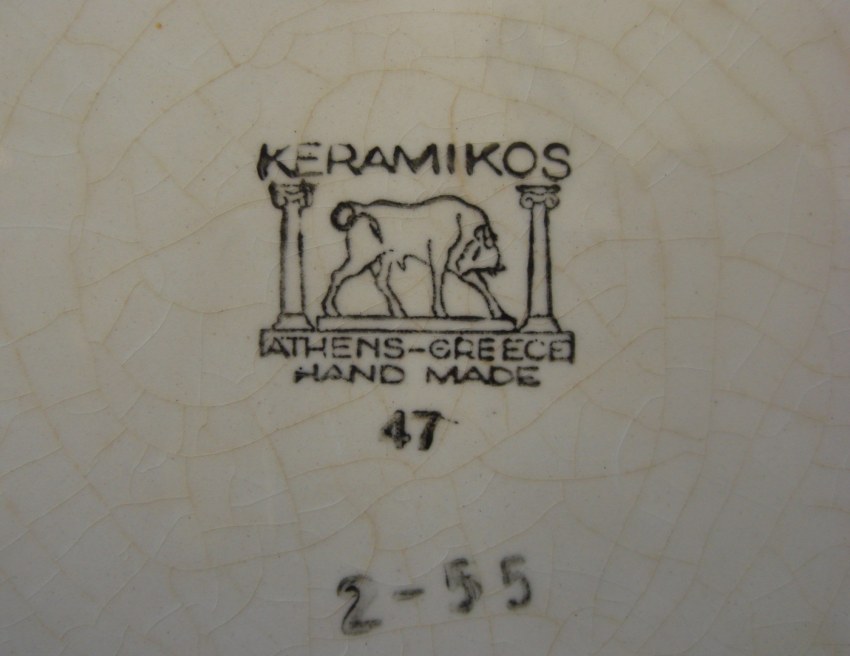 KERAMIKOS
ATHENS-GREECE
HAND MADE
47
2-55